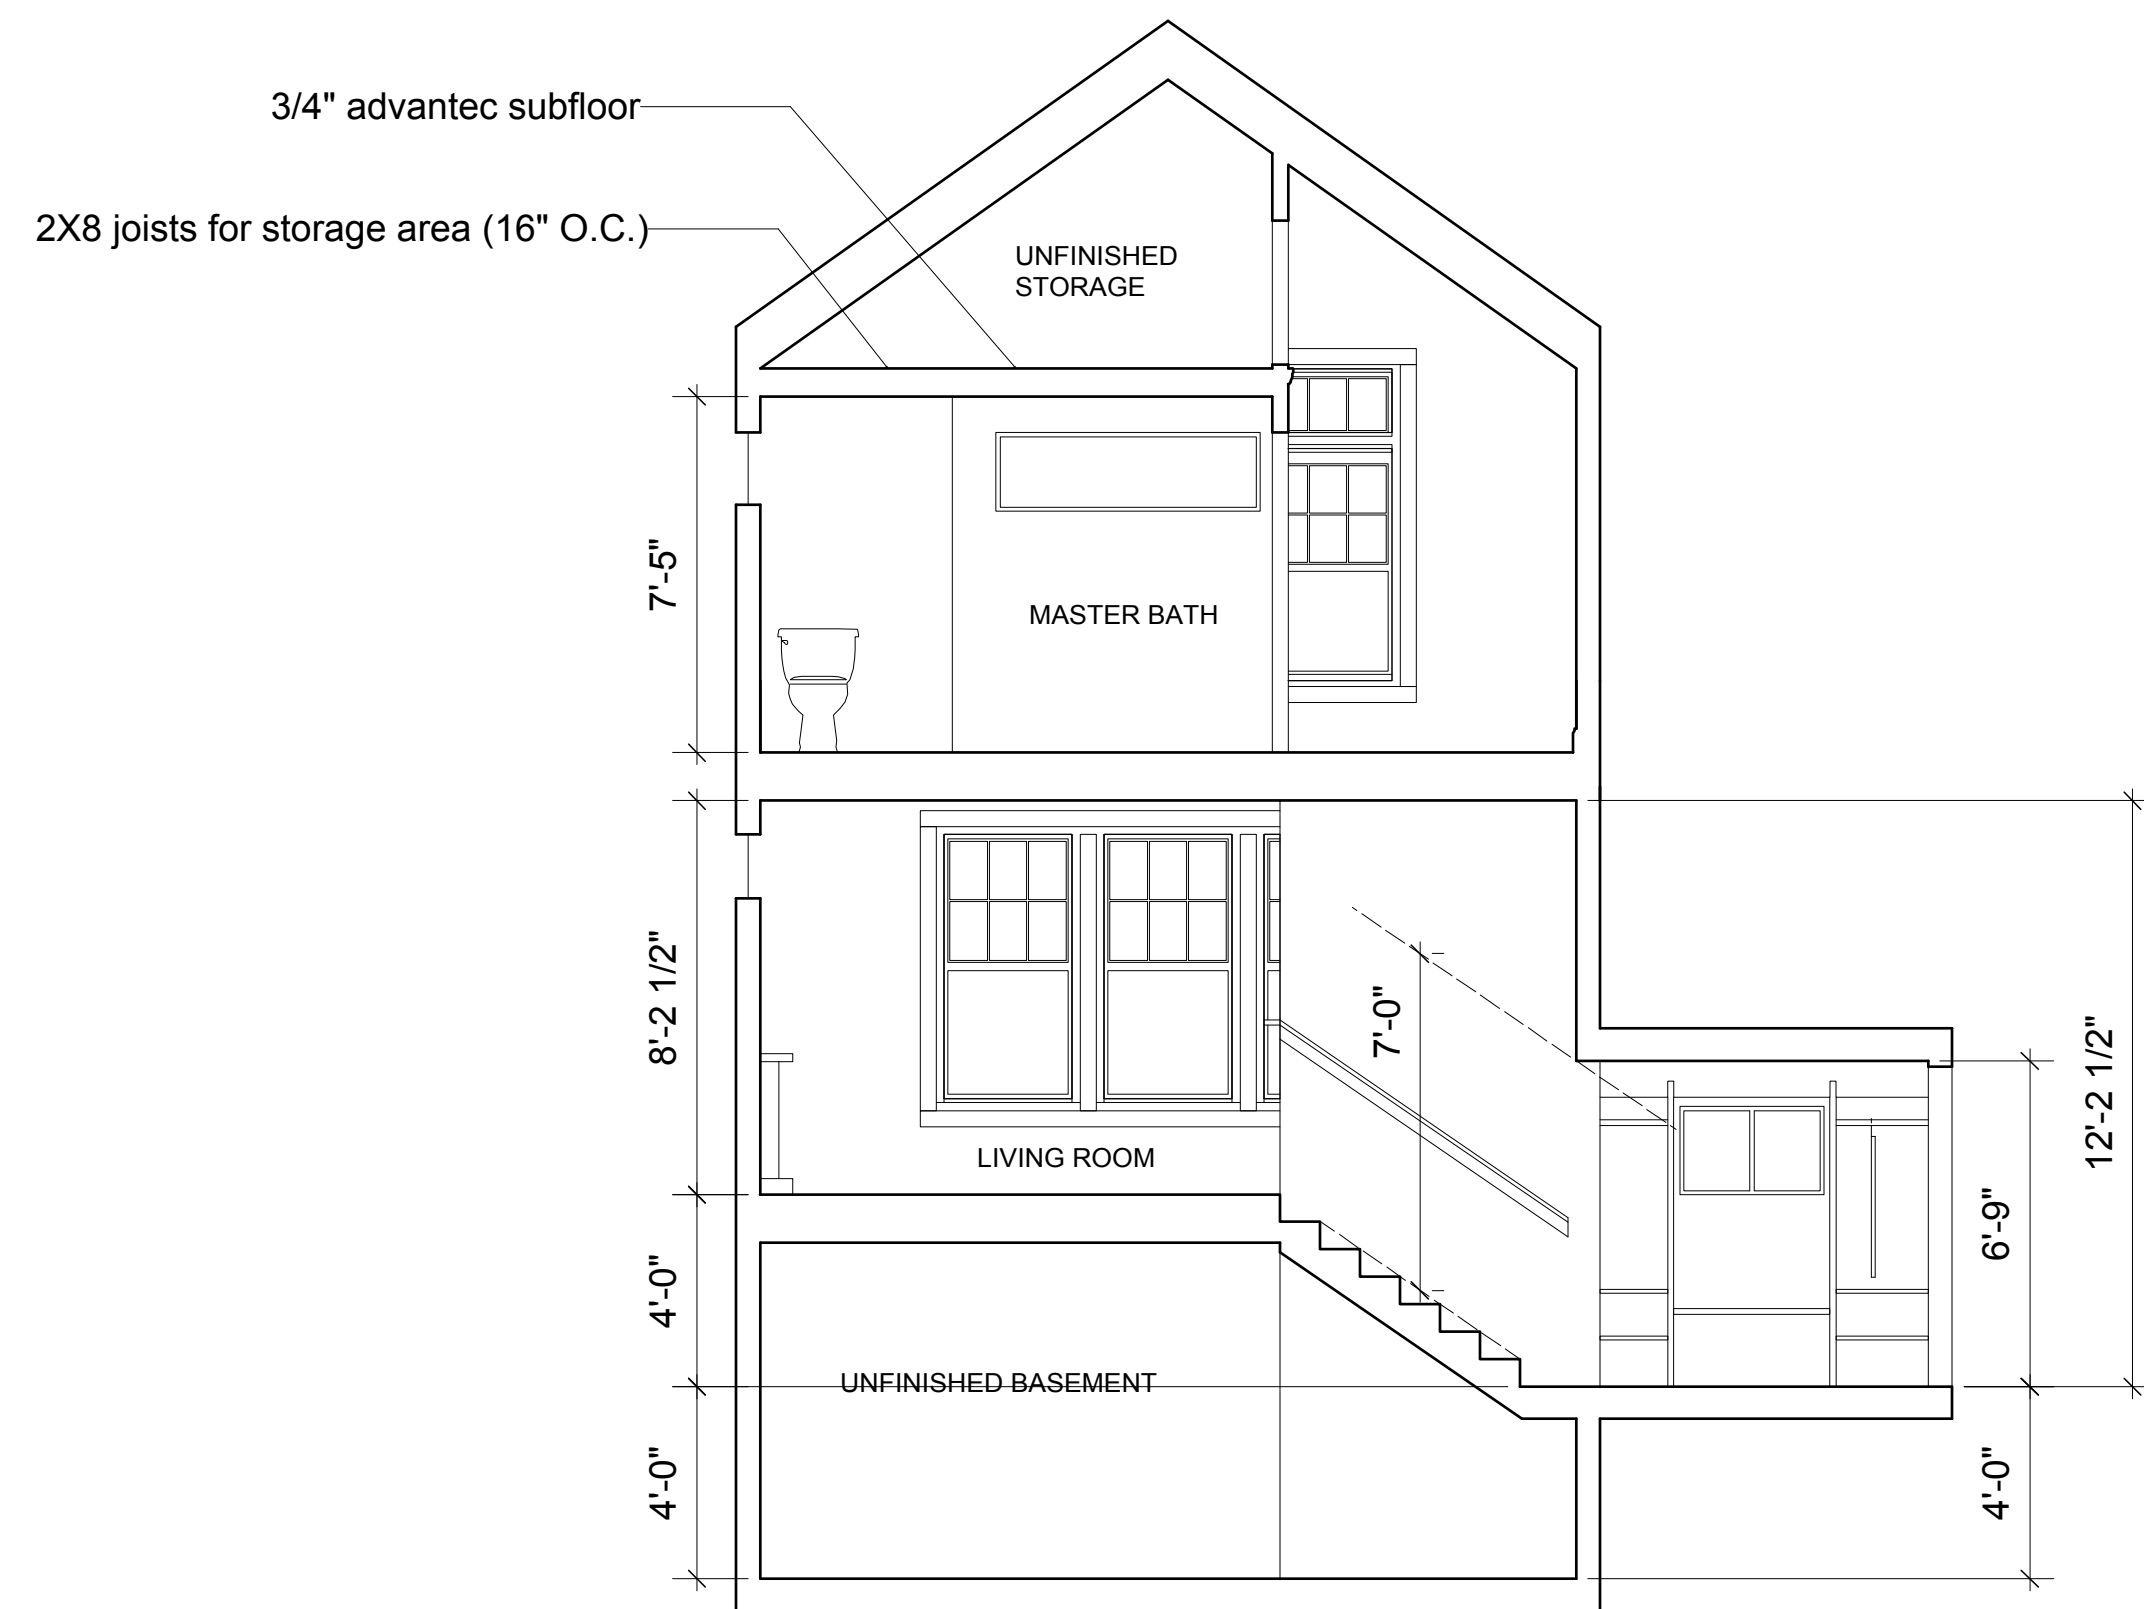 3/4" advantec subfloor
2X8 joists for storage area (16" O.C.)
UNFINISHED
STORAGE
7'-5"
MASTER BATH
8'-2 1/2"
7'-0"
12'-2 1/2"
LIVING ROOM
6'-9"
4'-0"
UNFINISHED BASEMENT
4'-0"
4'-0"